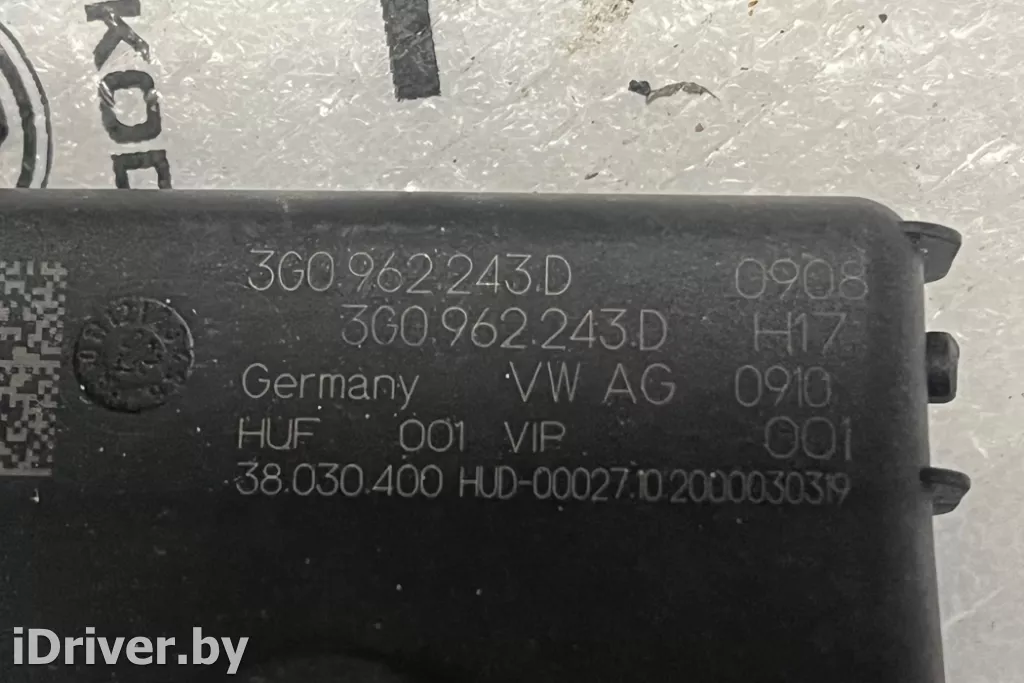 3G0.962.243.D 0908
3G0.962.243.D H17
Germany VW AG 0910
HUF 001 VIP 001
38.030.400 HUD-00027.10.2000030319
iDriver.by